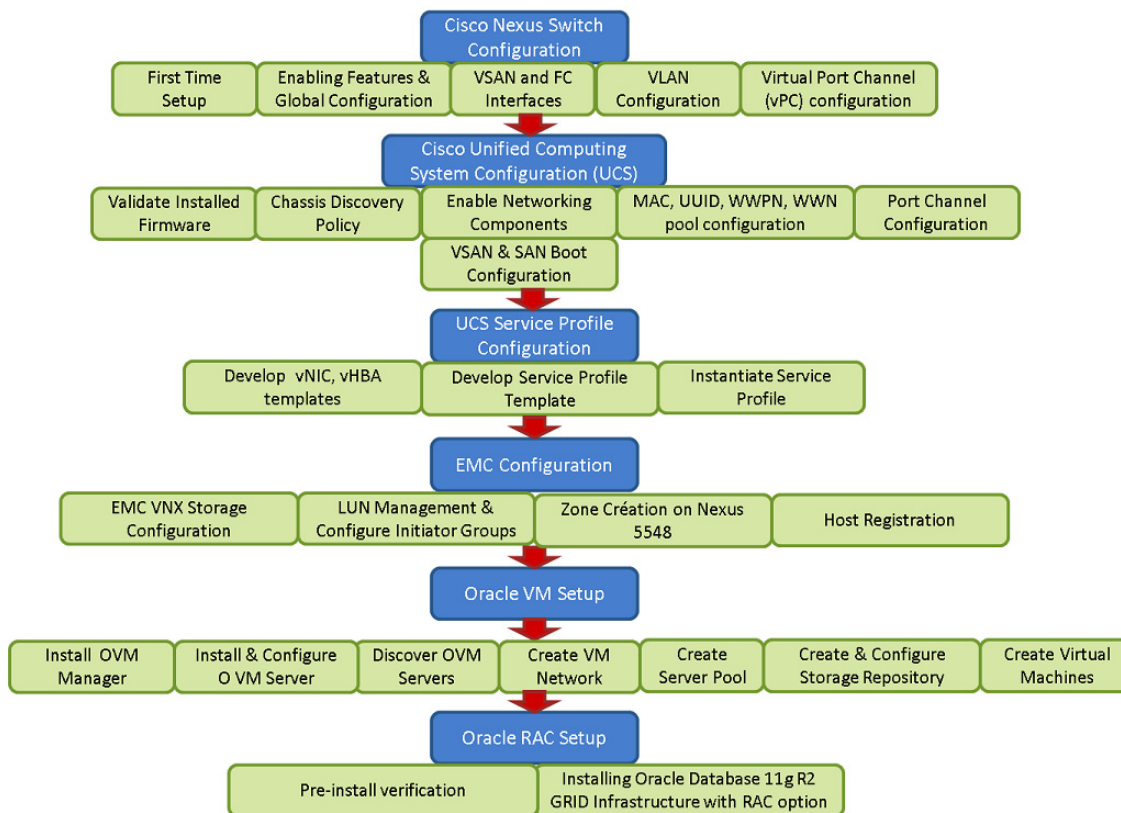 Cisco Nexus Switch
Configuration
First Time
Setup
Enabling Features &
Global Configuration
VSAN and FC
Interfaces
VLAN
Configuration
Virtual Port Channel
(vPC) configuration
Cisco Unified Computing
System Configuration (UCS)
Validate Installed
Firmware
Chassis Discovery
Policy
Enable Networking
Components
MAC, UUID, WWPN, WWN
pool configuration
Port Channel
Configuration
VSAN & SAN Boot
Configuration
UCS Service Profile
Configuration
Develop vNIC, vHBA
templates
Develop Service Profile
Template
Instantiate Service
Profile
EMC Configuration
EMC VNX Storage
Configuration
LUN Management &
Configure Initiator Groups
Zone Création on Nexus
5548
Host Registration
Oracle VM Setup
Install OVM
Manager
Install & Configure
O VM Server
Discover OVM
Servers
Create VM
Network
Create
Server Pool
Create & Configure
Storage Repository
Create Virtual
Machines
Oracle RAC Setup
Pre-install verification
Installing Oracle Database 11g R2
GRID Infrastructure with RAC option